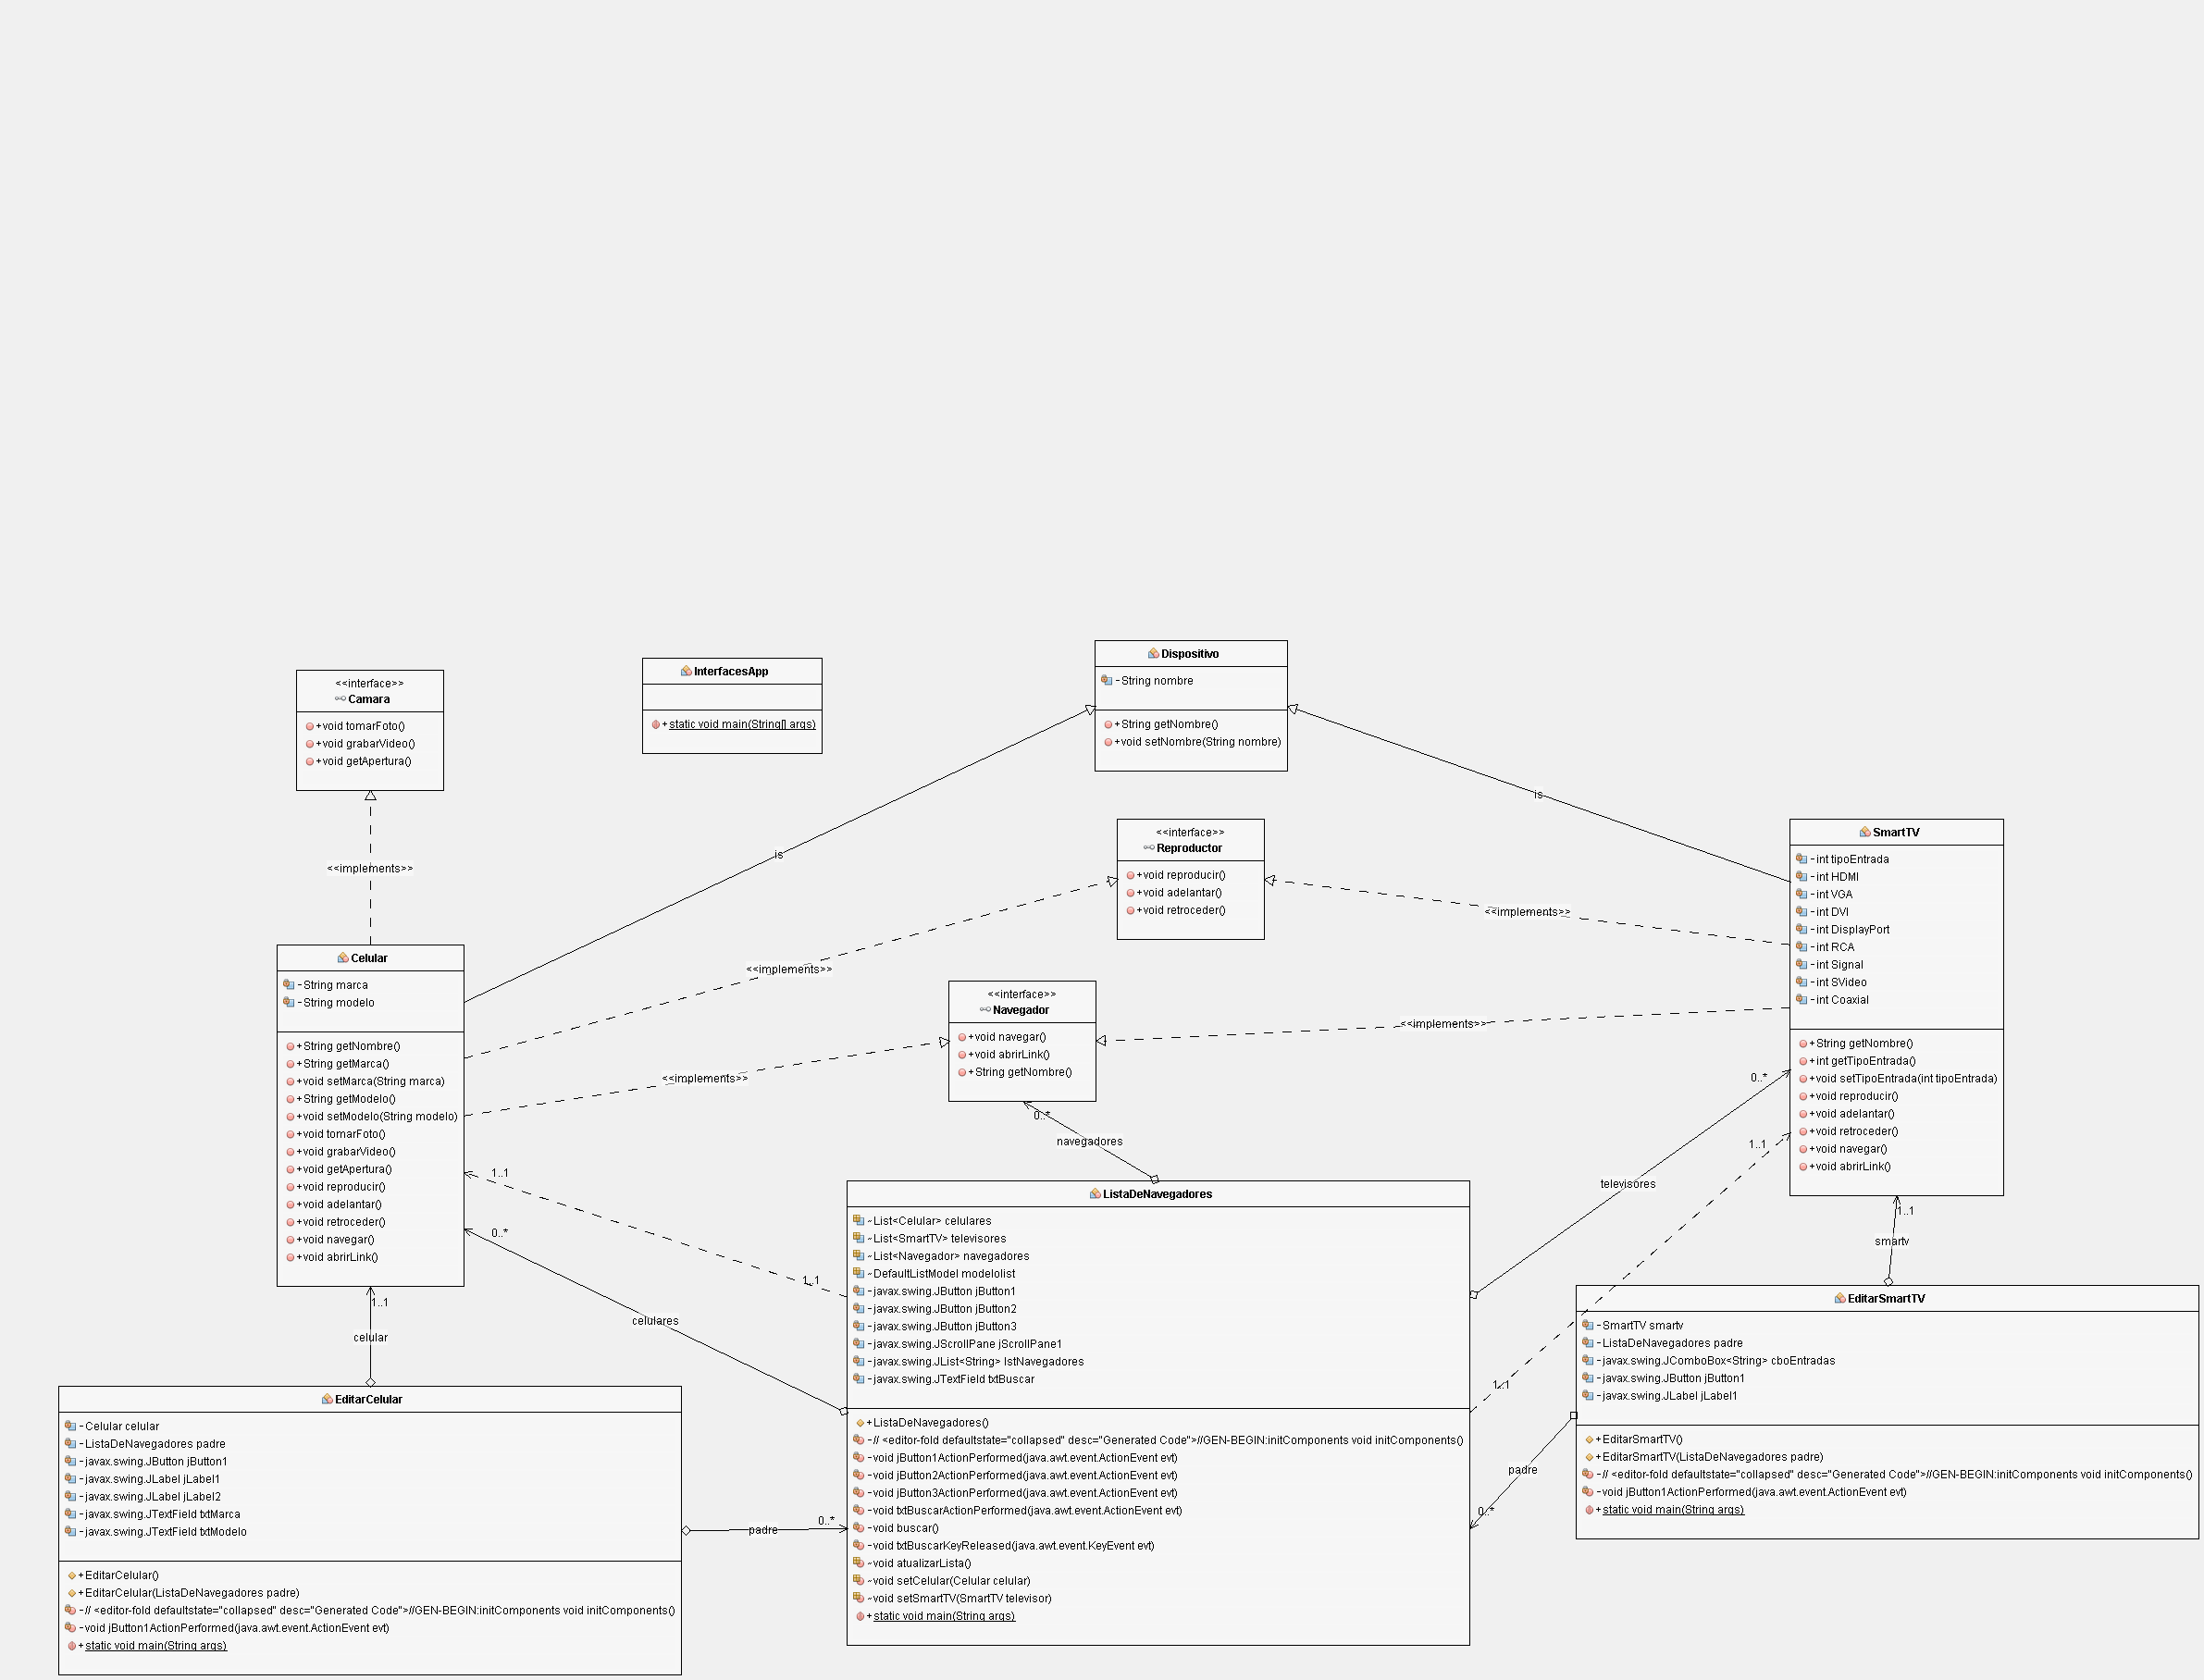 <<interface>>
Camara
+void tomarFoto()
+void grabarVideo()
+void getApertura()
InterfacesApp
+static void main(String[] args)
Dispositivo
-String nombre
+String getNombre()
+void setNombre(String nombre)
is
is
<<interface>>
Reproductor
+void reproducir()
+void adelantar()
+void retroceder()
<<implements>>
<<implements>>
<<implements>>
SmartTV
-int tipoEntrada
-int HDMI
-int VGA
-int DVI
-int DisplayPort
-int RCA
-int Signal
-int SVideo
-int Coaxial
+String getNombre()
+int getTipoEntrada()
+void setTipoEntrada(int tipoEntrada)
+void reproducir()
+void adelantar()
+void retroceder()
+void navegar()
+void abrirLink()
Celular
-String marca
-String modelo
+String getNombre()
+String getMarca()
+void setMarca(String marca)
+String getModelo()
+void setModelo(String modelo)
+void tomarFoto()
+void grabarVideo()
+void getApertura()
+void reproducir()
+void adelantar()
+void retroceder()
+void navegar()
+void abrirLink()
<<interface>>
Navegador
+void navegar()
+void abrirLink()
+String getNombre()
<<implements>>
<<implements>>
0..*
navegadores
0..*
1..1
televisores
1..1
1..1
0..*
celulares
1..1
smartv
1..1
celular
ListaDeNavegadores
~List<Celular> celulares
~List<SmartTV> televisores
~List<Navegador> navegadores
~DefaultListModel modelolist
-javax.swing.JButton jButton1
-javax.swing.JButton jButton2
-javax.swing.JButton jButton3
-javax.swing.JScrollPane jScrollPane1
-javax.swing.JList<String> lstNavegadores
-javax.swing.JTextField txtBuscar
+ListaDeNavegadores()
-// <editor-fold defaultstate="collapsed" desc="Generated Code">//GEN-BEGIN:initComponents void initComponents()
-void jButton1ActionPerformed(java.awt.event.ActionEvent evt)
-void jButton2ActionPerformed(java.awt.event.ActionEvent evt)
-void jButton3ActionPerformed(java.awt.event.ActionEvent evt)
-void txtBuscarActionPerformed(java.awt.event.ActionEvent evt)
-void buscar()
-void txtBuscarKeyReleased(java.awt.event.KeyEvent evt)
~void atualizarLista()
~void setCelular(Celular celular)
~void setSmartTV(SmartTV televisor)
+static void main(String args)
1..1
EditarSmartTV
-SmartTV smartv
-ListaDeNavegadores padre
-javax.swing.JComboBox<String> cboEntradas
-javax.swing.JButton jButton1
-javax.swing.JLabel jLabel1
+EditarSmartTV()
+EditarSmartTV(ListaDeNavegadores padre)
-// <editor-fold defaultstate="collapsed" desc="Generated Code">//GEN-BEGIN:initComponents void initComponents()
-void jButton1ActionPerformed(java.awt.event.ActionEvent evt)
+static void main(String args)
padre
0..*
EditarCelular
-Celular celular
-ListaDeNavegadores padre
-javax.swing.JButton jButton1
-javax.swing.JLabel jLabel1
-javax.swing.JLabel jLabel2
-javax.swing.JTextField txtMarca
-javax.swing.JTextField txtModelo
+EditarCelular()
+EditarCelular(ListaDeNavegadores padre)
-// <editor-fold defaultstate="collapsed" desc="Generated Code">//GEN-BEGIN:initComponents void initComponents()
-void jButton1ActionPerformed(java.awt.event.ActionEvent evt)
+static void main(String args)
0..*
padre